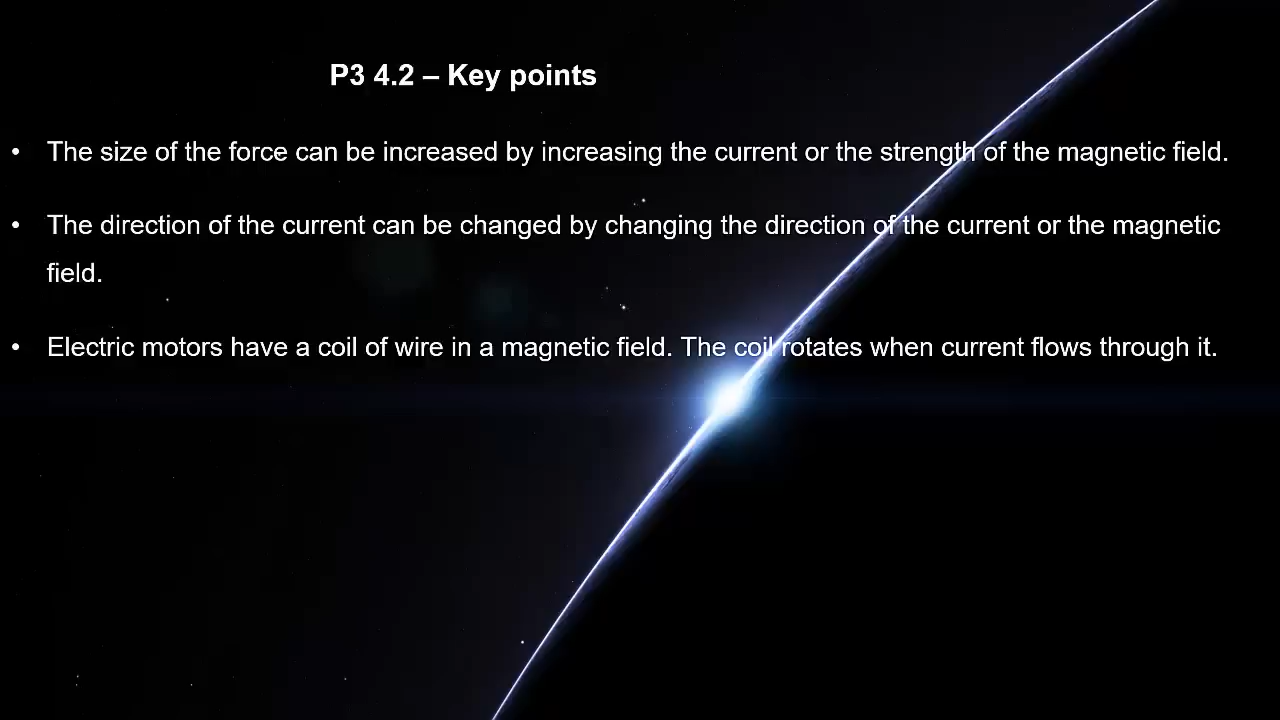 P3 4.2 – Key points
• The size of the force can be increased by increasing the current or the strength of the magnetic field.
• The direction of the current can be changed by changing the direction of the current or the magnetic
field.
• Electric motors have a coil of wire in a magnetic field. The coil rotates when current flows through it.